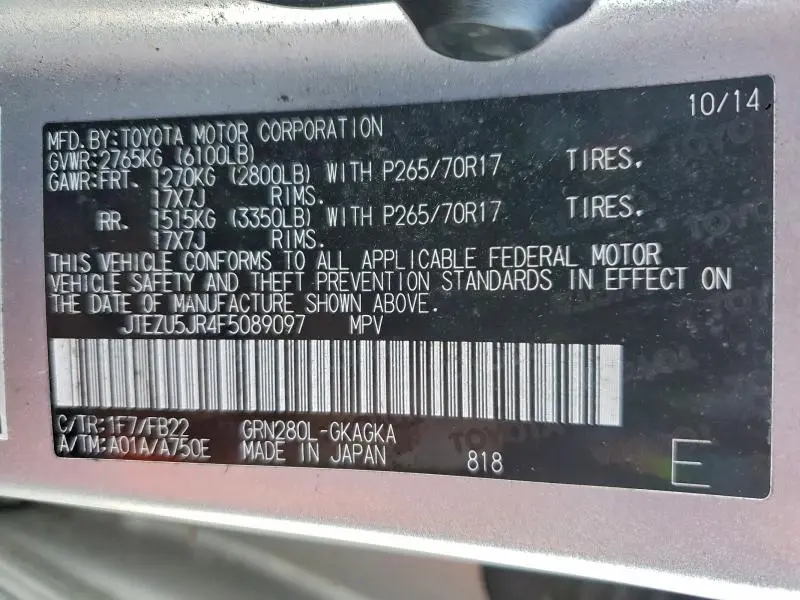 10/14
MFD.BY:TOYOTA MOTOR CORPORATION
GVWR:2765KG (6100LB)
GAWR:FRT. 1270KG (2800LB) WITH P265/70R17 TIRES.
17X7J RIMS.
RR. 1515KG (3350LB) WITH P265/70R17 TIRES.
17X7J RIMS.
THIS VEHICLE CONFORMS TO ALL APPLICABLE FEDERAL MOTOR
VEHICLE SAFETY AND THEFT PREVENTION STANDARDS IN EFFECT ON
THE DATE OF MANUFACTURE SHOWN ABOVE.
JTEZU5JR4F5089097 MPV
C/TR:1F7/FB22 GRN280L-GKAGKA
A/TM:A01A/A750E MADE IN JAPAN 818 E